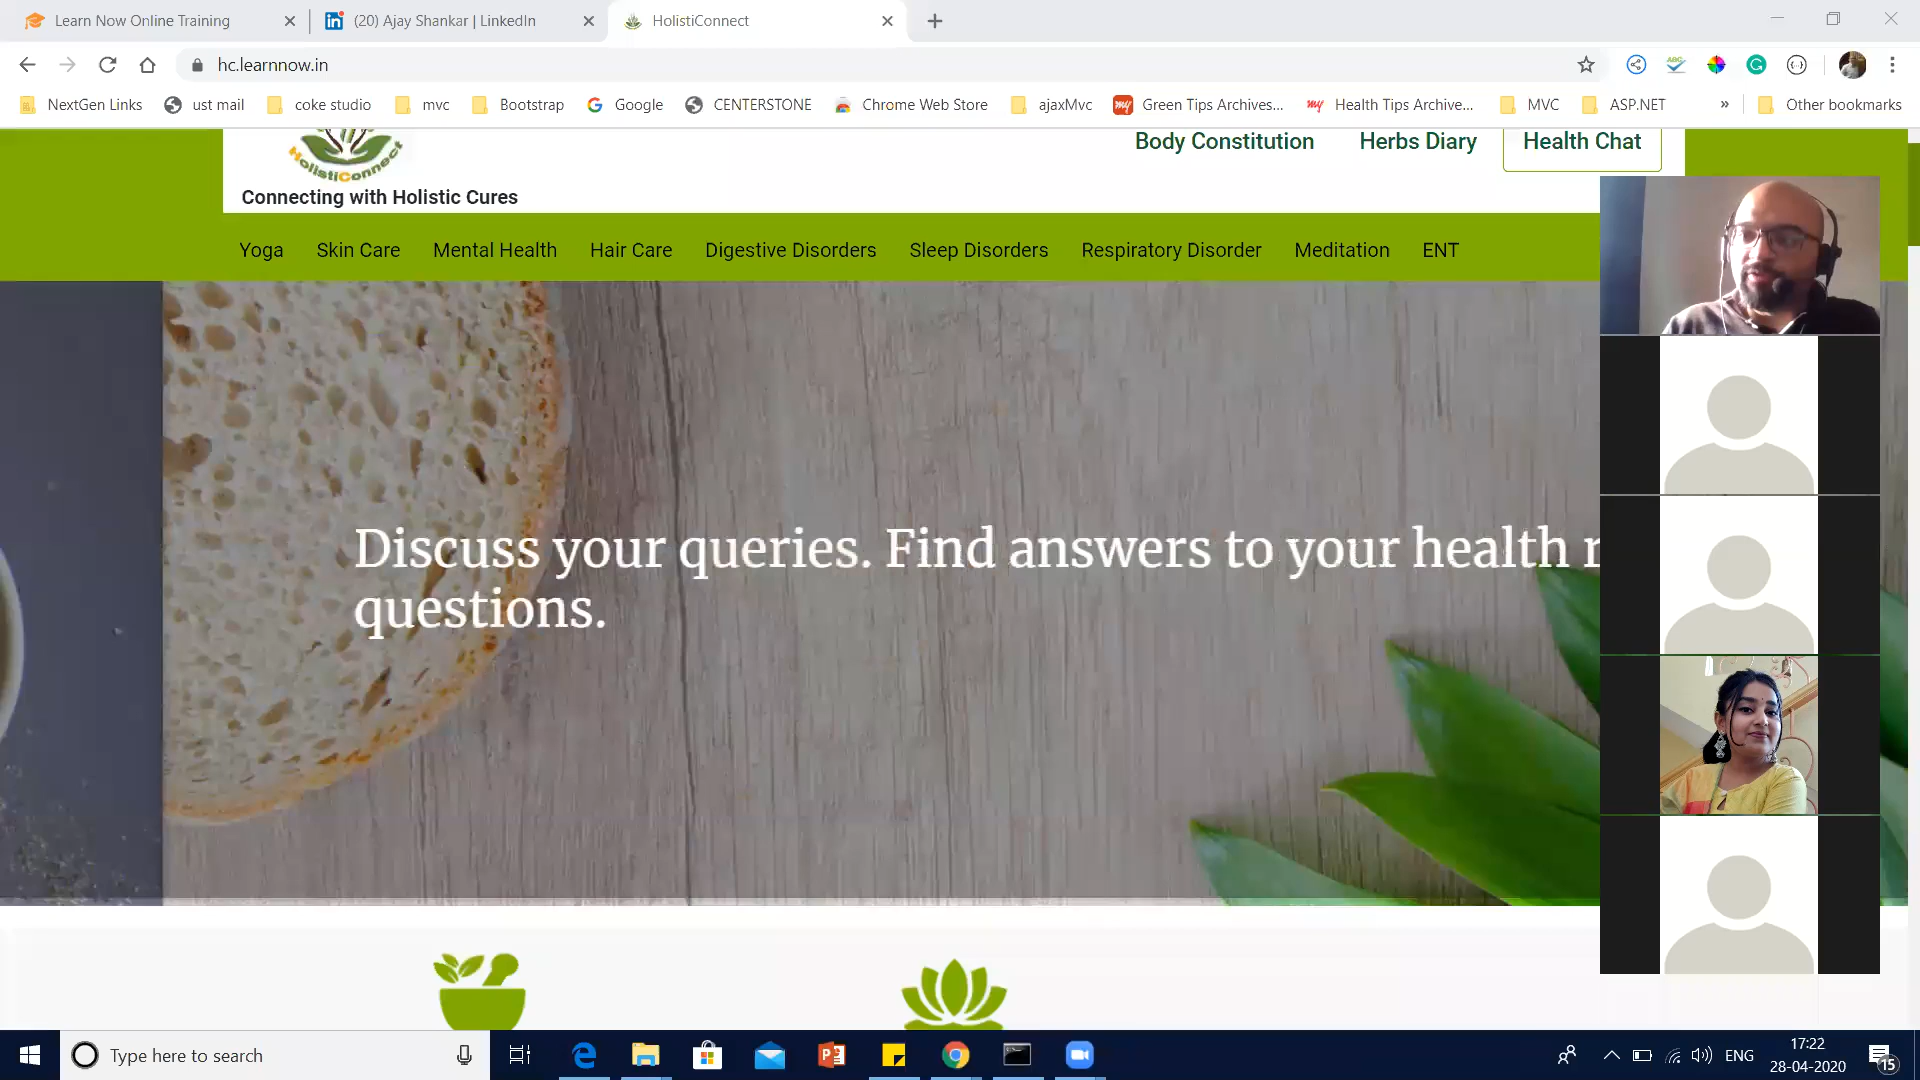 Learn Now Online Training
(20) Ajay Shankar | LinkedIn
HolistiConnect
hc.learnnow.in
NextGen Links
ust mail
coke studio
mvc
Bootstrap
Google
CENTERSTONE
Chrome Web Store
ajaxMvc
Green Tips Archives...
Health Tips Archive...
MVC
ASP.NET
»
Other bookmarks
HolistiConnect
Connecting with Holistic Cures
Body Constitution
Herbs Diary
Health Chat
Yoga
Skin Care
Mental Health
Hair Care
Digestive Disorders
Sleep Disorders
Respiratory Disorder
Meditation
ENT
Discuss your queries. Find answers to your health
questions.
Type here to search
ENG
17:22
28-04-2020
15